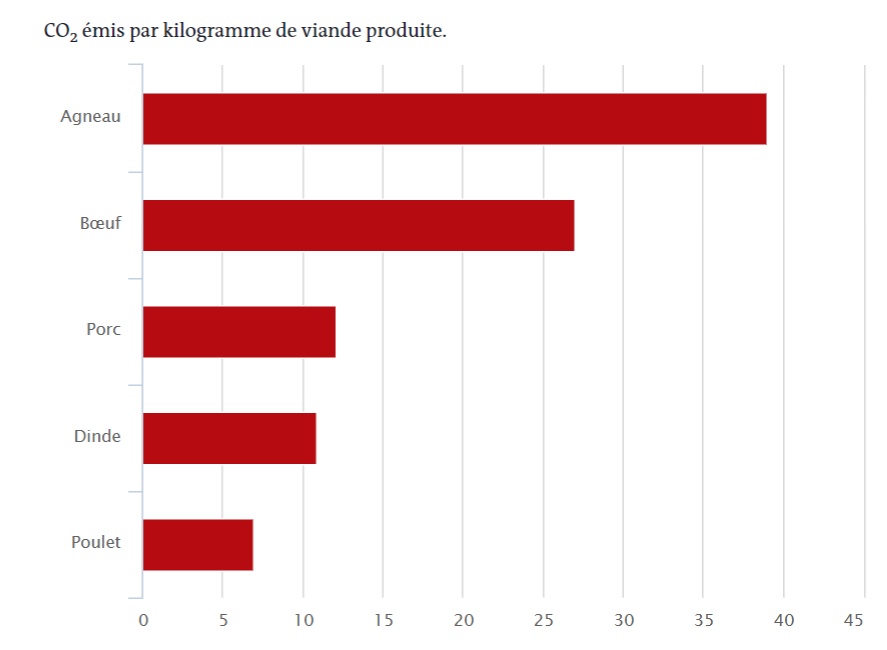 CO₂ émis par kilogramme de viande produite.
Agneau
Bœuf
Porc
Dinde
Poulet
0 5 10 15 20 25 30 35 40 45